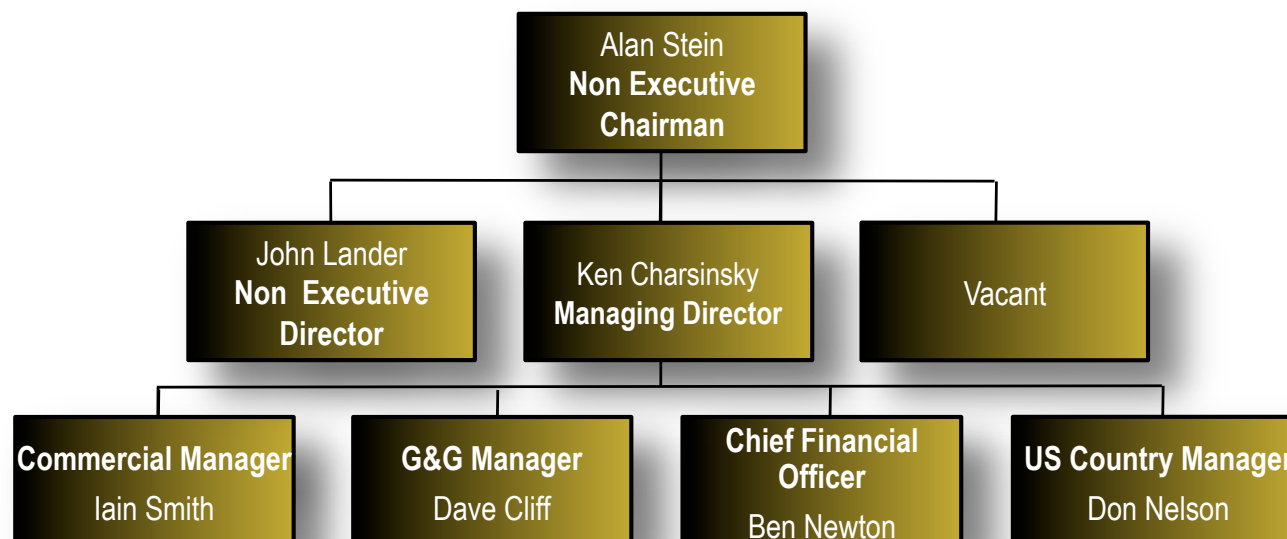 Alan Stein
Non Executive
Chairman
John Lander
Non Executive
Director
Ken Charsinsky
Managing Director
Vacant
Commercial Manager
Iain Smith
G&G Manager
Dave Cliff
Chief Financial
Officer
Ben Newton
US Country Manager
Don Nelson